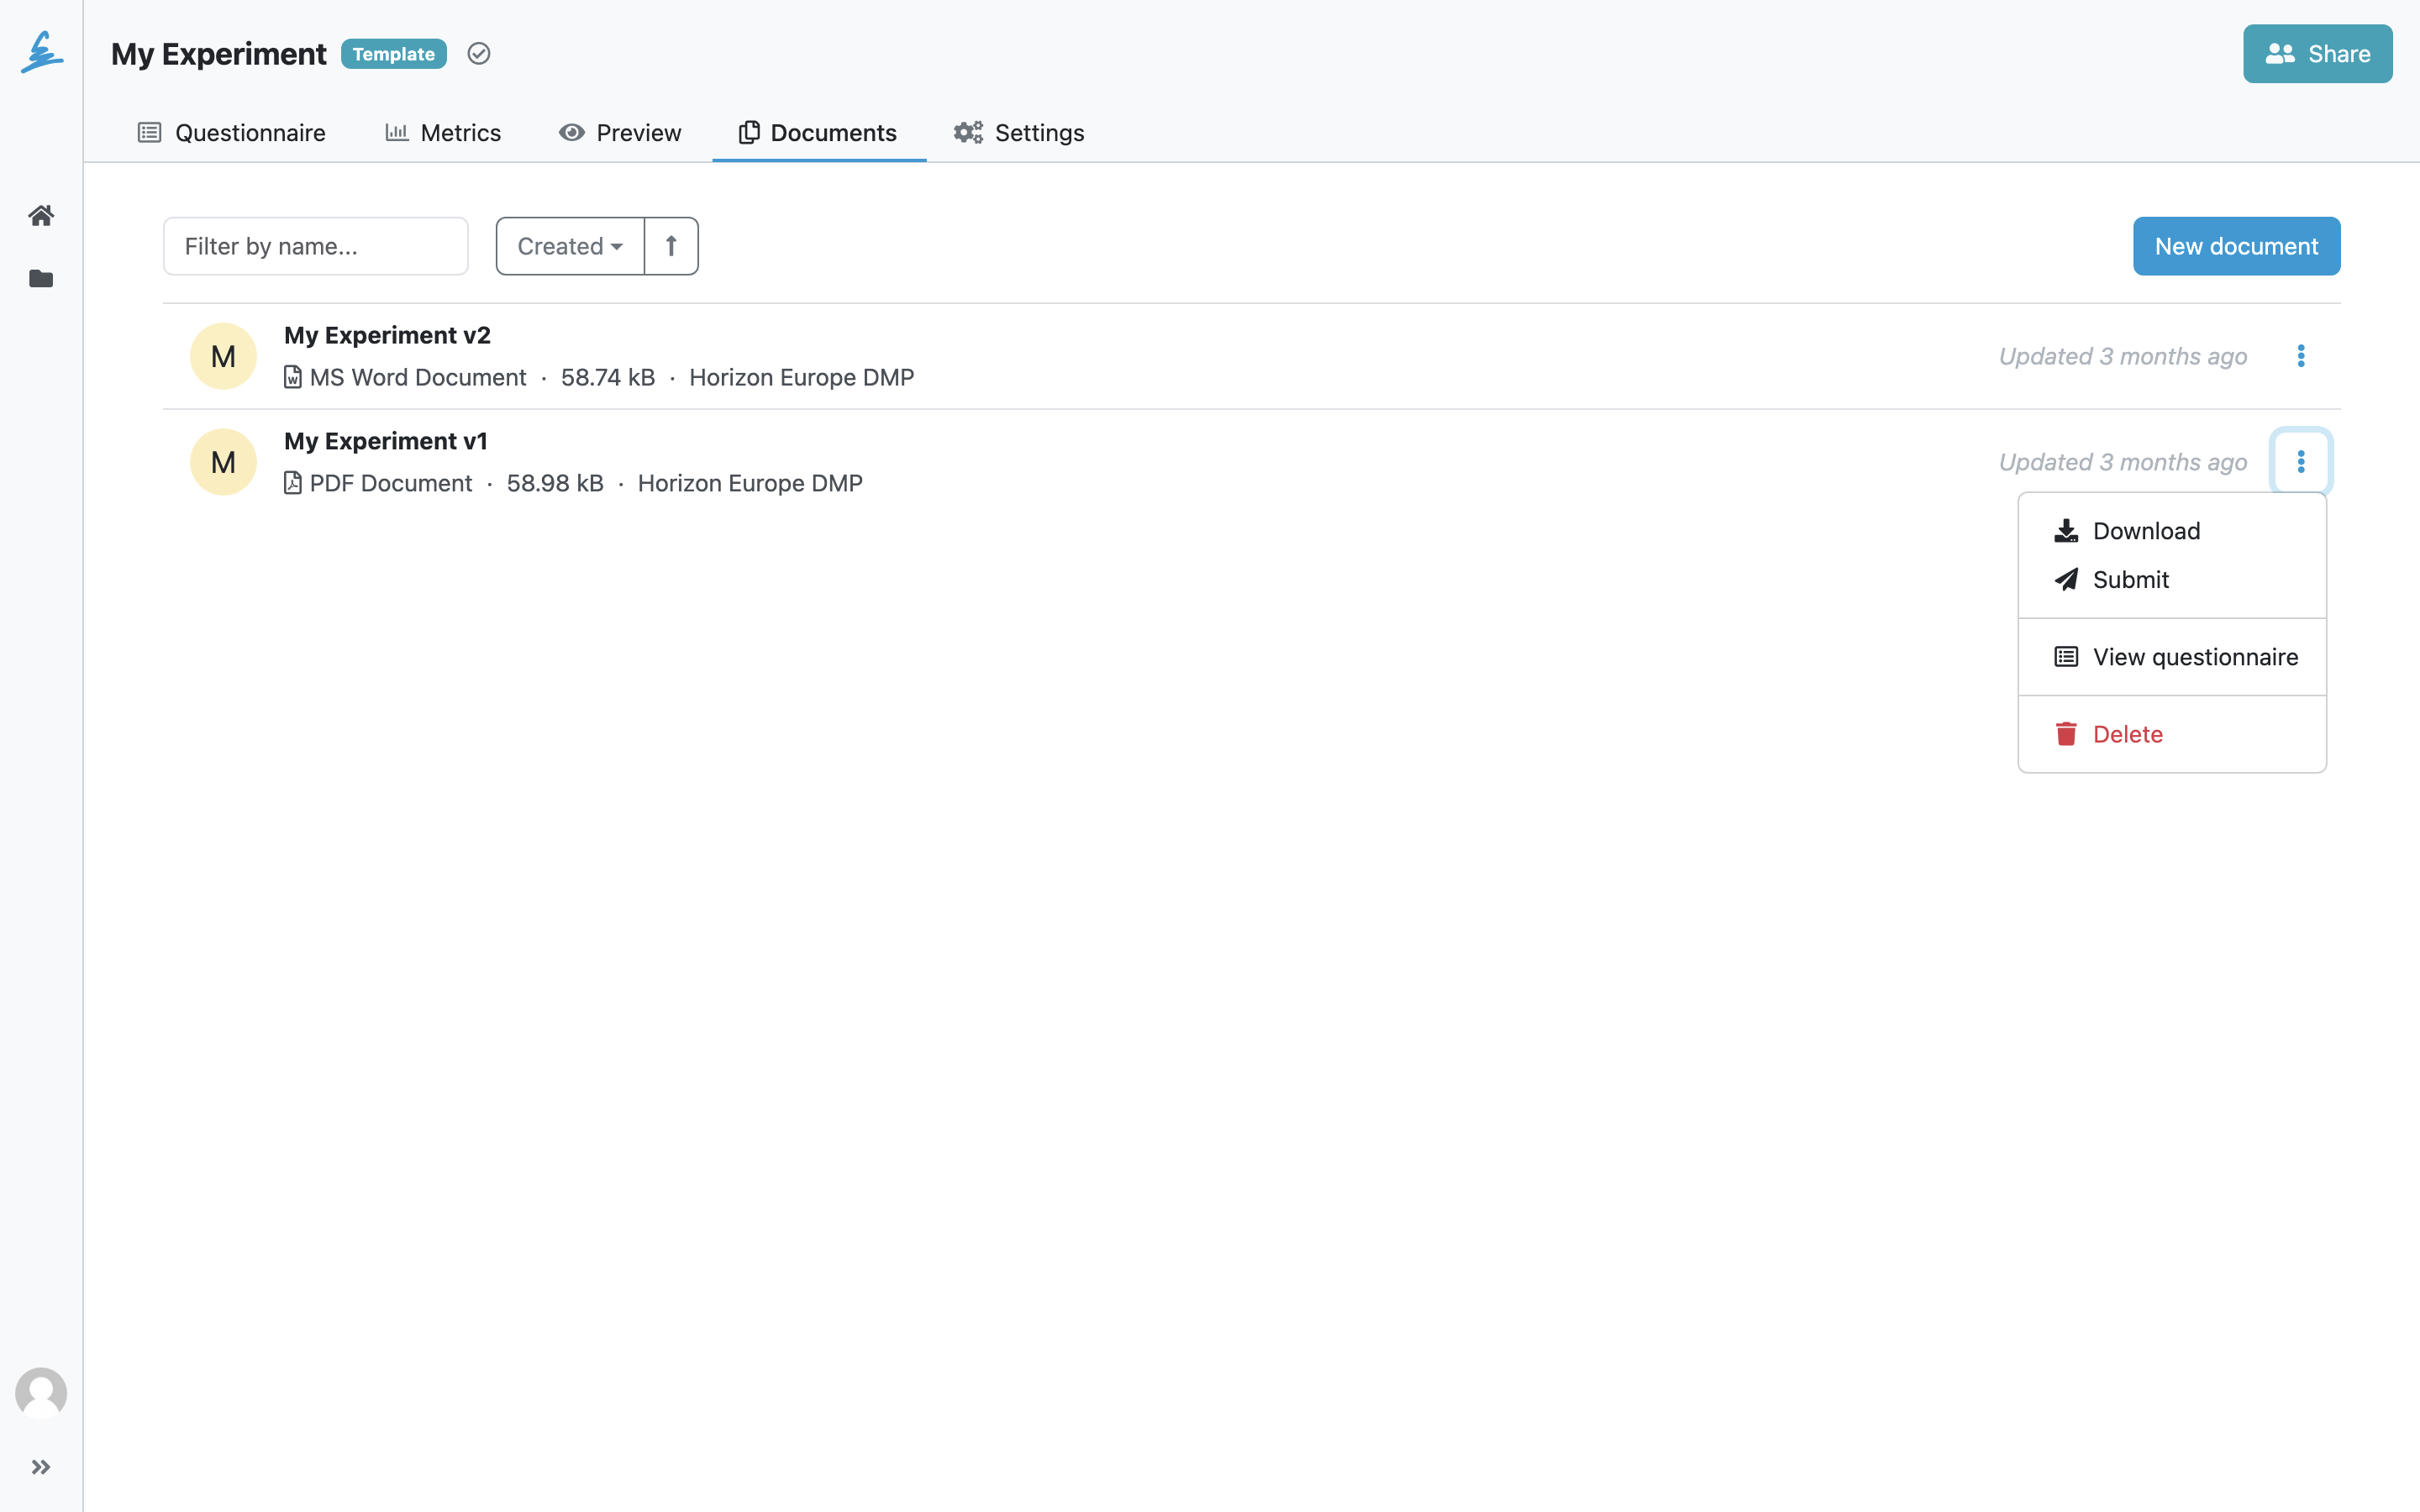 My Experiment Template
Share
Questionnaire Metrics Preview Documents Settings
Filter by name... Created New document
M My Experiment v2
MS Word Document · 58.74 kB · Horizon Europe DMP
Updated 3 months ago
M My Experiment v1
PDF Document · 58.98 kB · Horizon Europe DMP
Updated 3 months ago
Download
Submit
View questionnaire
Delete